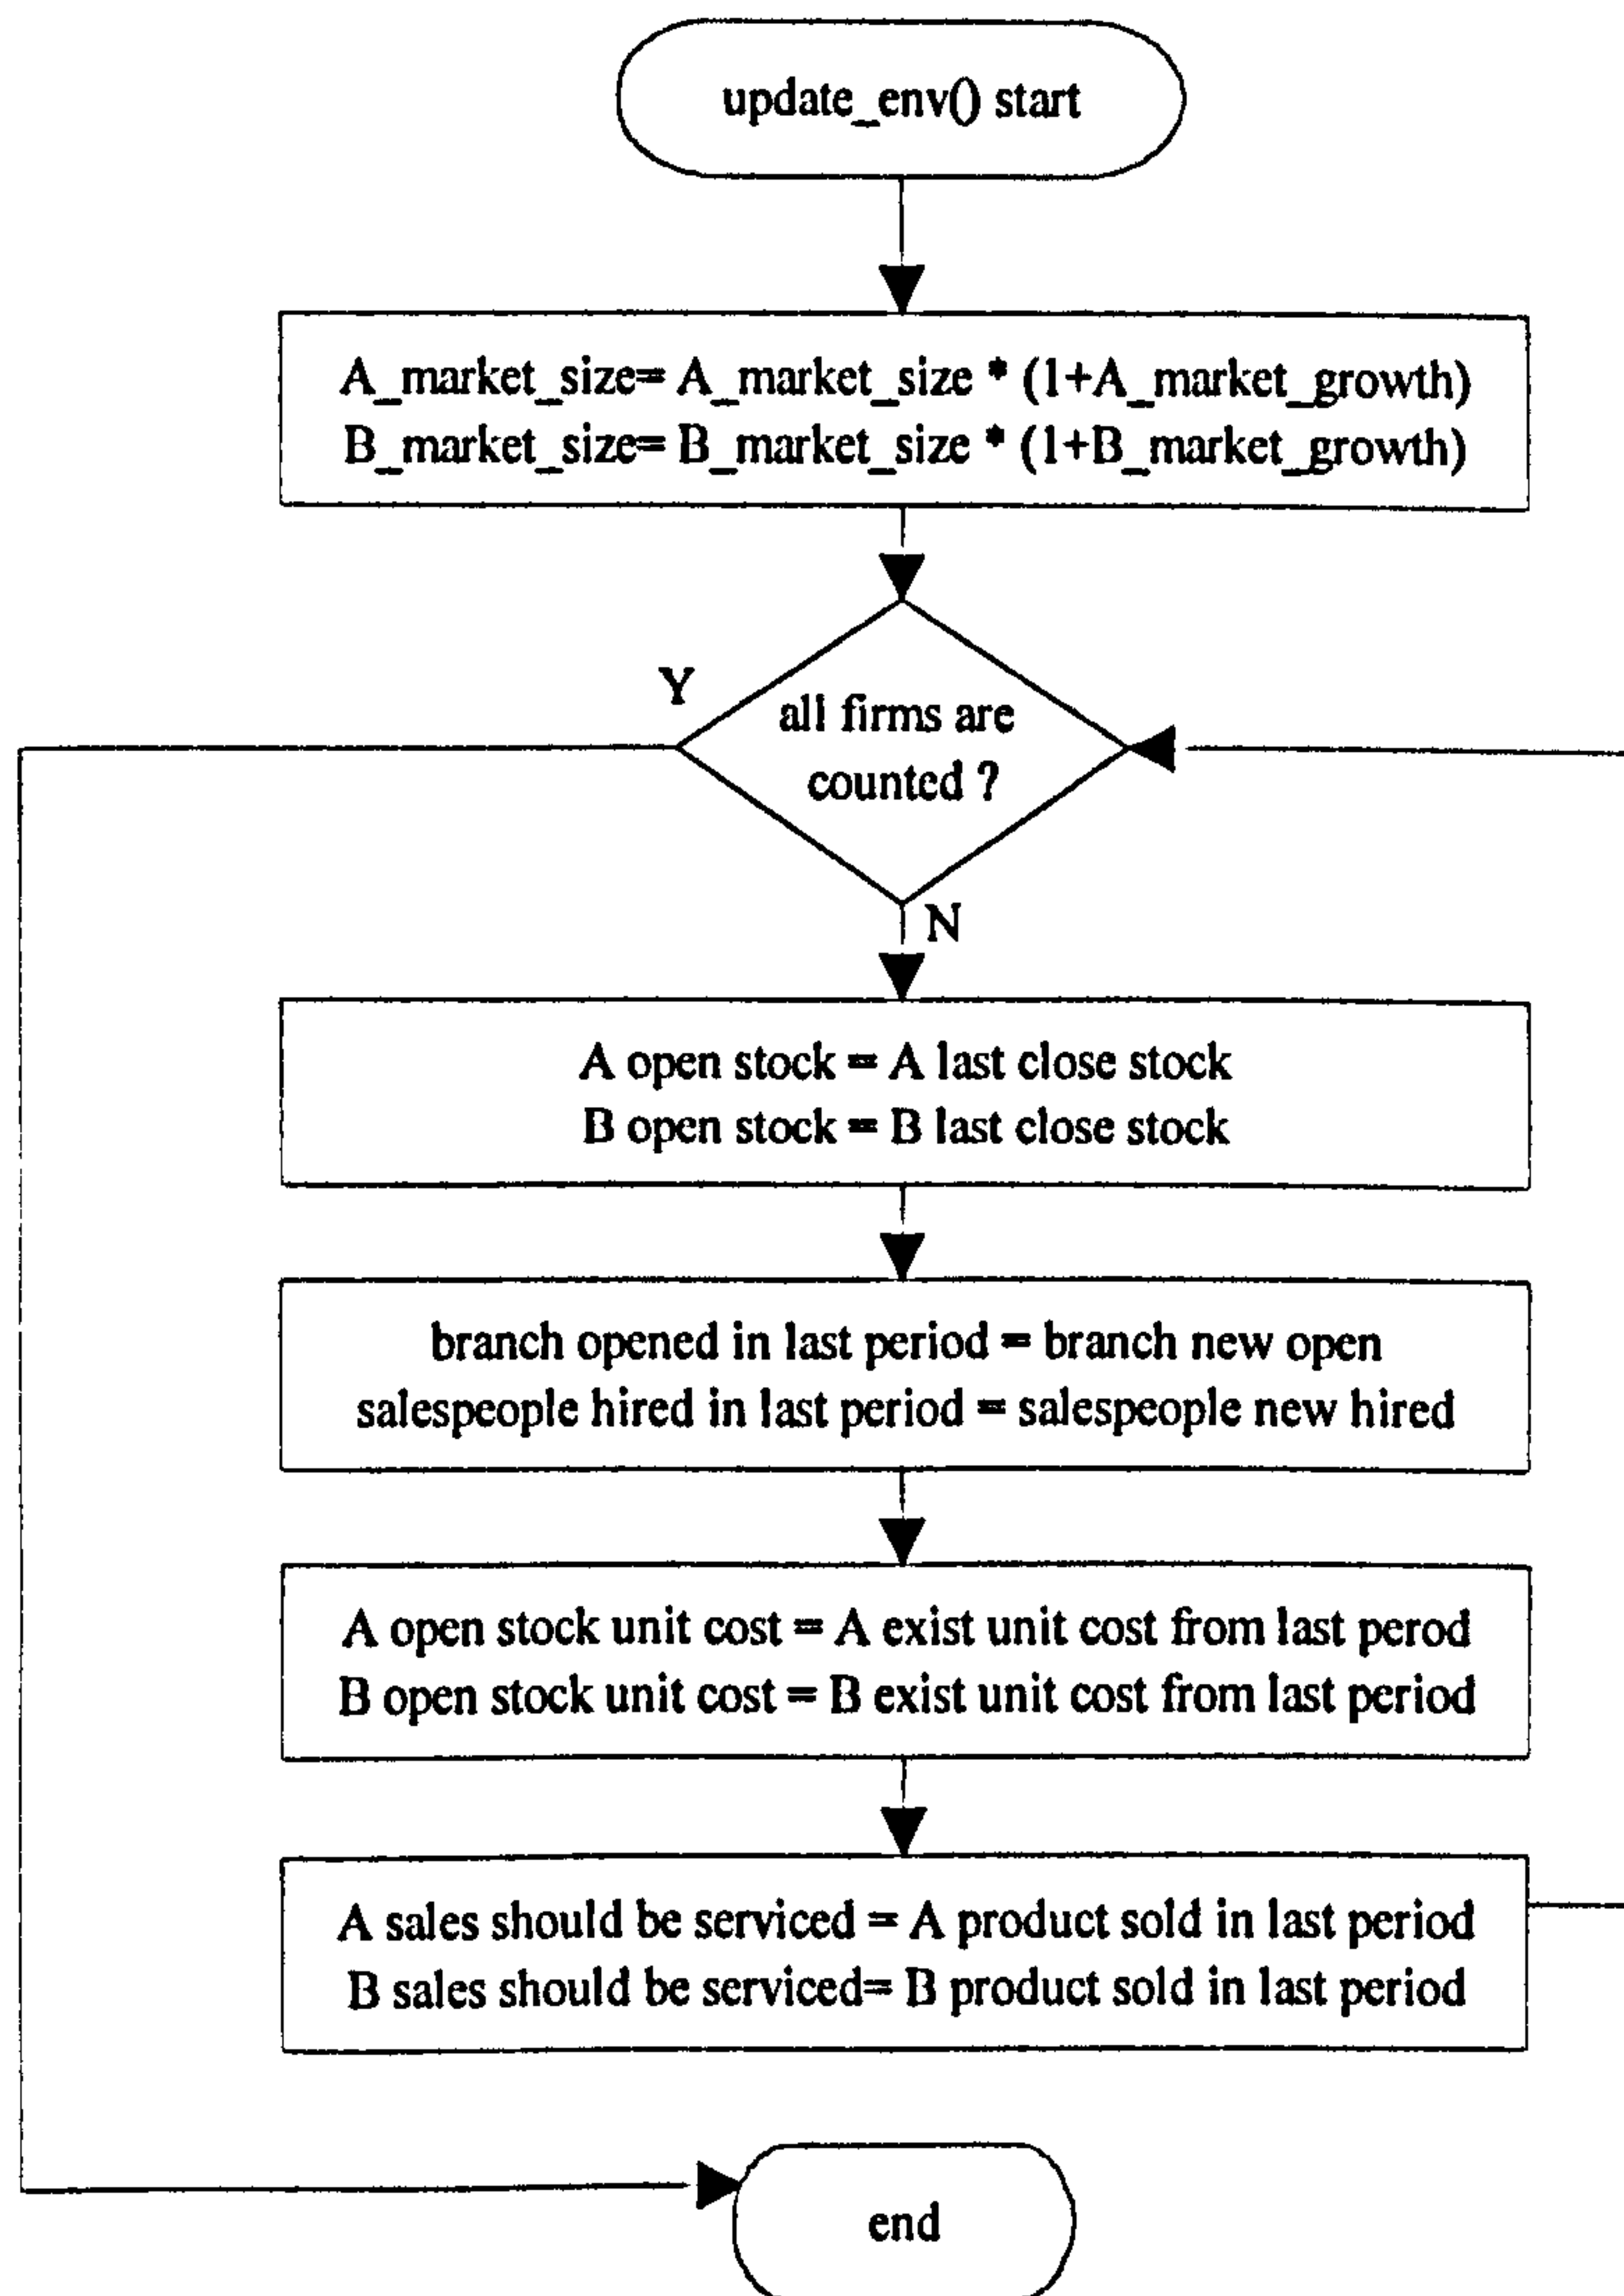 update_env() start
A_market_size= A_market_size * (1+A_market_growth)
B_market_size= B_market_size * (1+B_market_growth)
Y
all firms are
counted ?
N
A open stock = A last close stock
B open stock = B last close stock
branch opened in last period = branch new open
salespeople hired in last period = salespeople new hired
A open stock unit cost = A exist unit cost from last perod
B open stock unit cost = B exist unit cost from last period
A sales should be serviced = A product sold in last period
B sales should be serviced= B product sold in last period
end